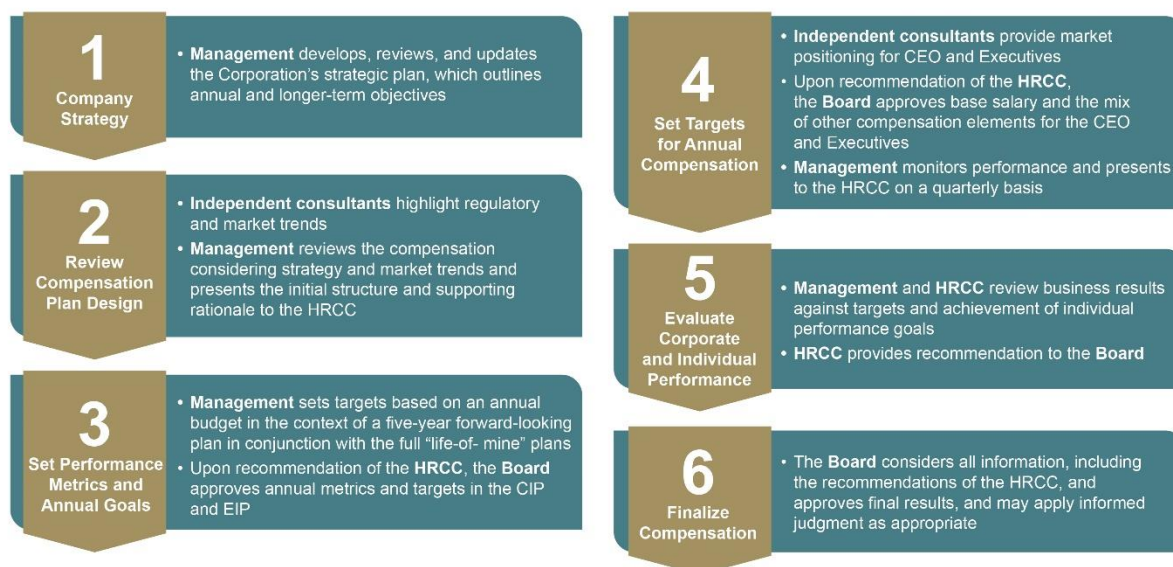 1
Company
Strategy
• Management develops, reviews, and updates
the Corporation's strategic plan, which outlines
annual and longer-term objectives
2
Review
Compensation
Plan Design
• Independent consultants highlight regulatory
and market trends
• Management reviews the compensation
considering strategy and market trends and
presents the initial structure and supporting
rationale to the HRCC
3
Set Performance
Metrics and
Annual Goals
• Management sets targets based on an annual
budget in the context of a five-year forward-looking
plan in conjunction with the full “life-of- mine” plans
• Upon recommendation of the HRCC, the Board
approves annual metrics and targets in the CIP
and EIP
4
Set Targets
for Annual
Compensation
• Independent consultants provide market
positioning for CEO and Executives
• Upon recommendation of the HRCC,
the Board approves base salary and the mix
of other compensation elements for the CEO
and Executives
• Management monitors performance and presents
to the HRCC on a quarterly basis
5
Evaluate
Corporate
and Individual
Performance
• Management and HRCC review business results
against targets and achievement of individual
performance goals
• HRCC provides recommendation to the Board
6
Finalize
Compensation
• The Board considers all information, including
the recommendations of the HRCC, and
approves final results, and may apply informed
judgment as appropriate